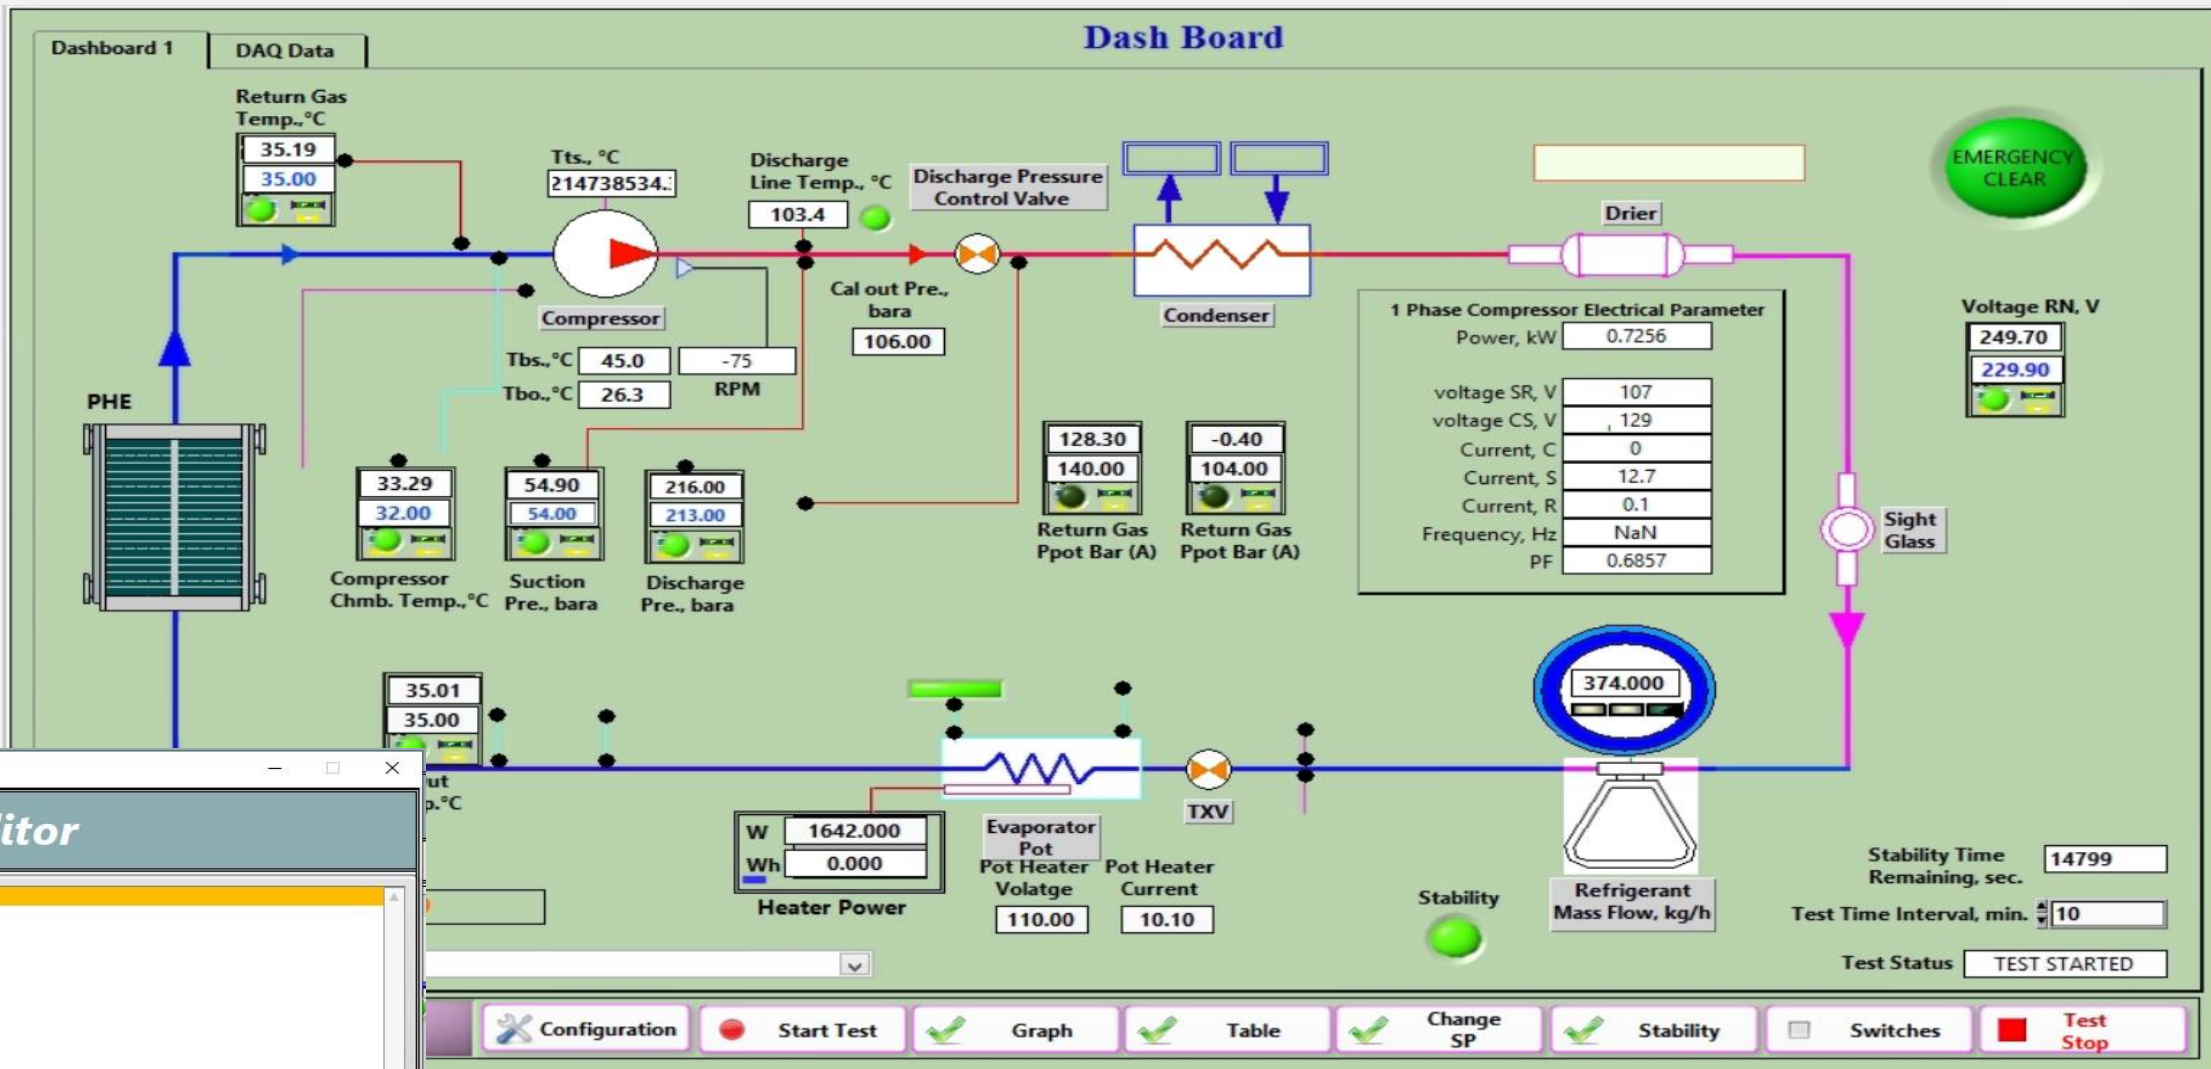 Dash Board
Dashboard 1
DAQ Data
Return Gas
Temp.,°C
35.19
35.00
Tts., °C
214738534.
Discharge
Line Temp., °C
103.4
Discharge Pressure
Control Valve
EMERGENCY
CLEAR
Drier
Cal out Pre.,
bara
106.00
Compressor
Condenser
Tbs.,°C
45.0
-75
Tbo.,°C
26.3
RPM
PHE
1 Phase Compressor Electrical Parameter
Power, kW 0.7256
voltage SR, V 107
voltage CS, V 129
Current, C 0
Current, S 12.7
Current, R 0.1
Frequency, Hz NaN
PF 0.6857
Voltage RN, V
249.70
229.90
33.29
32.00
Compressor
Chmb. Temp.,°C
54.90
54.00
Suction
Pre., bara
216.00
213.00
Discharge
Pre., bara
128.30
140.00
Return Gas
Ppot Bar (A)
-0.40
104.00
Return Gas
Ppot Bar (A)
Sight
Glass
35.01
35.00
ut
p.°C
374.000
Refrigerant
Mass Flow, kg/h
TXV
Evaporator
Pot
W 1642.000
Wh 0.000
Heater Power
Pot Heater
Volatge
110.00
Pot Heater
Current
10.10
Stability
Stability Time
Remaining, sec.
14799
Test Time Interval, min. 10
Test Status TEST STARTED
itor
Configuration
Start Test
Graph
Table
Change
SP
Stability
Switches
Test
Stop